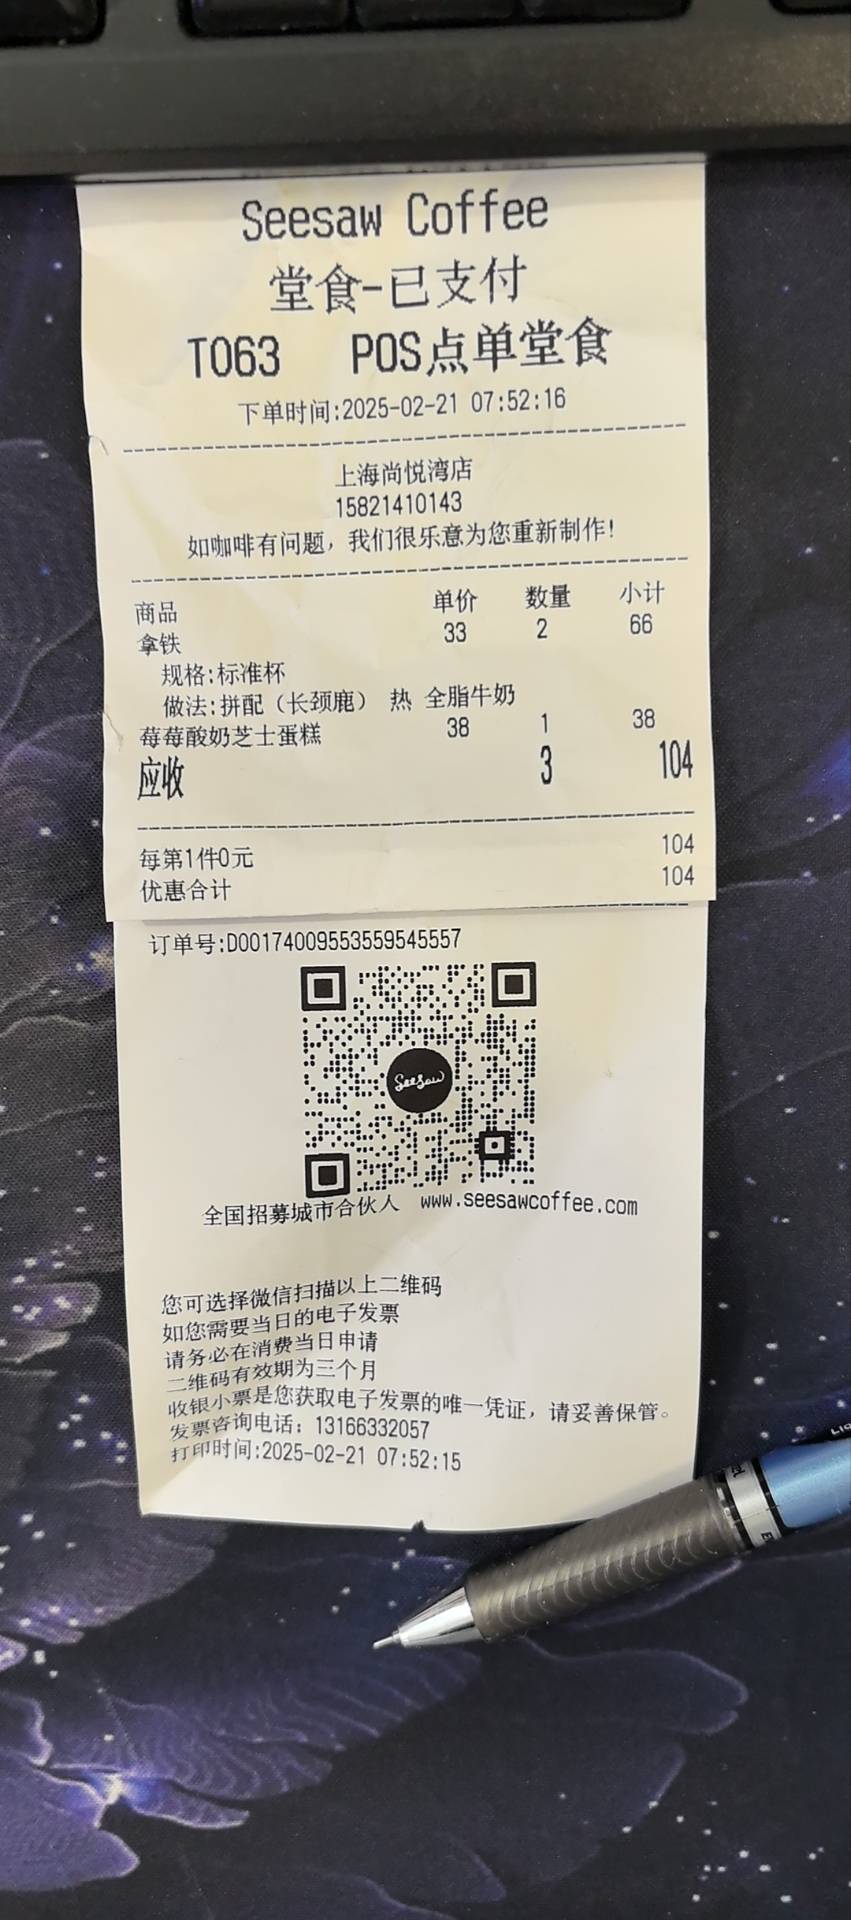 Seesaw Coffee
堂食-已支付
T063 POS点单堂食
下单时间:2025-02-21 07:52:16
上海尚悦湾店
15821410143
如咖啡有问题，我们很乐意为您重新制作!
商品 单价 数量 小计
拿铁 33 2 66
规格:标准杯
做法:拼配（长颈鹿） 热 全脂牛奶
莓莓酸奶芝士蛋糕 38 1 38
应收 3 104
每第1件0元 104
优惠合计 104
订单号:D00174009553559545557
SeeSaw
全国招募城市合伙人 www.seesawcoffee.com
您可选择微信扫描以上二维码
如您需要当日的电子发票
请务必在消费当日申请
二维码有效期为三个月
收银小票是您获取电子发票的唯一凭证，请妥善保管。
发票咨询电话：13166332057
打印时间:2025-02-21 07:52:15